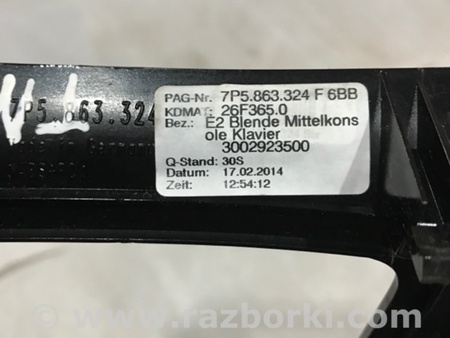 PAG-Nr. 7P5.863.324 F 6BB
KDMAT. 26F365.0
Bez.: E2 Blende Mittelkons
ole Klavier
3002923500
Q-Stand: 30S
Datum: 17.02.2014
Zeit: 12:54:12
7P5.863.324
www.razborki.com